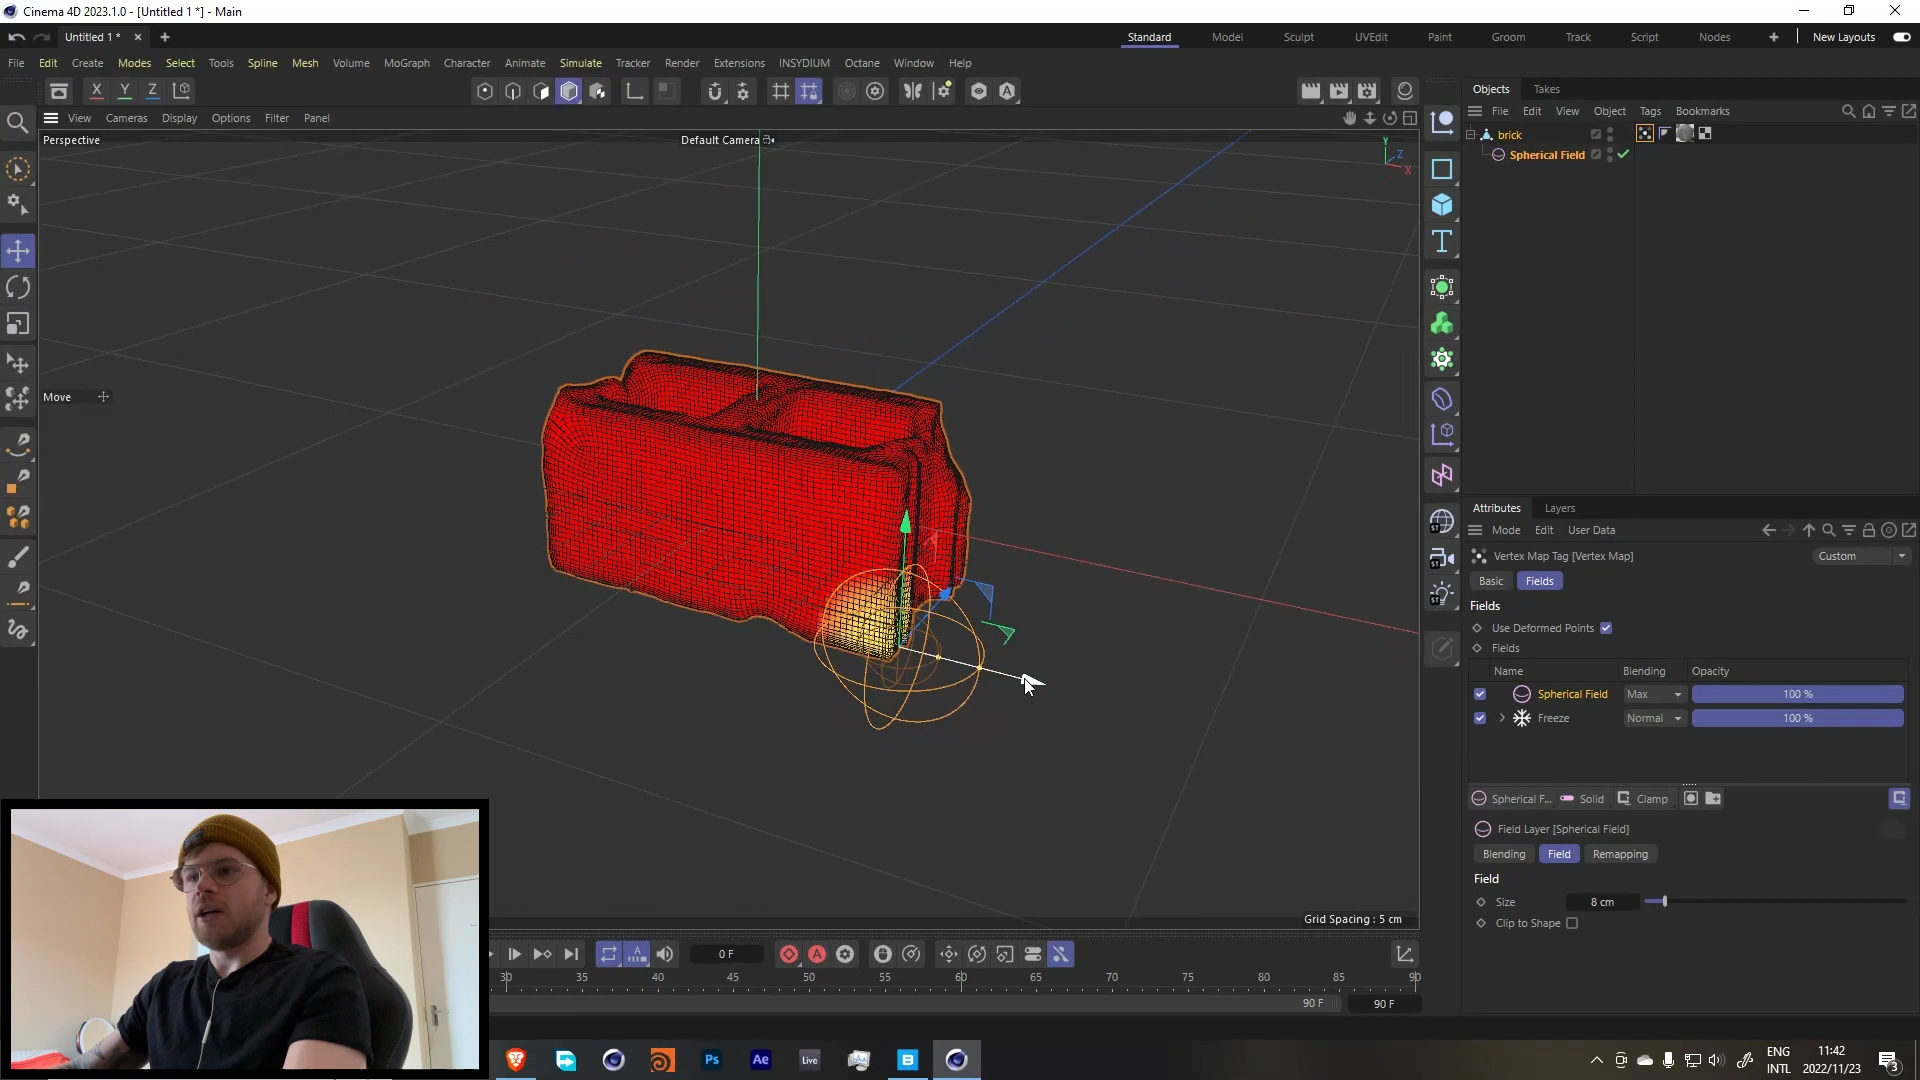 Cinema 4D 2023.1.0 - [Untitled 1 *] - Main
Untitled 1 *
Standard Model Sculpt UVEdit Paint Groom Track Script Nodes New Layouts
File Edit Create Modes Select Tools Spline Mesh Volume MoGraph Character Animate Simulate Tracker Render Extensions INSYDIUM Octane Window Help
X Y Z
View Cameras Display Options Filter Panel
Perspective
Default Camera
Y
Z
X
Move
Grid Spacing : 5 cm
0 F
30 35 40 45 50 55 60 65 70 75 80 85 90
90 F 90 F
Objects Takes
File Edit View Object Tags Bookmarks
brick
Spherical Field
Attributes Layers
Mode Edit User Data
Vertex Map Tag [Vertex Map]
Custom
Basic Fields
Fields
Use Deformed Points
Fields
Name Blending Opacity
Spherical Field Max 100 %
Freeze Normal 100 %
Spherical F... Solid Clamp
Field Layer [Spherical Field]
Blending Field Remapping
Field
Size 8 cm
Clip to Shape
Ps Ae Live
ENG
INTL
11:42
2022/11/23
3